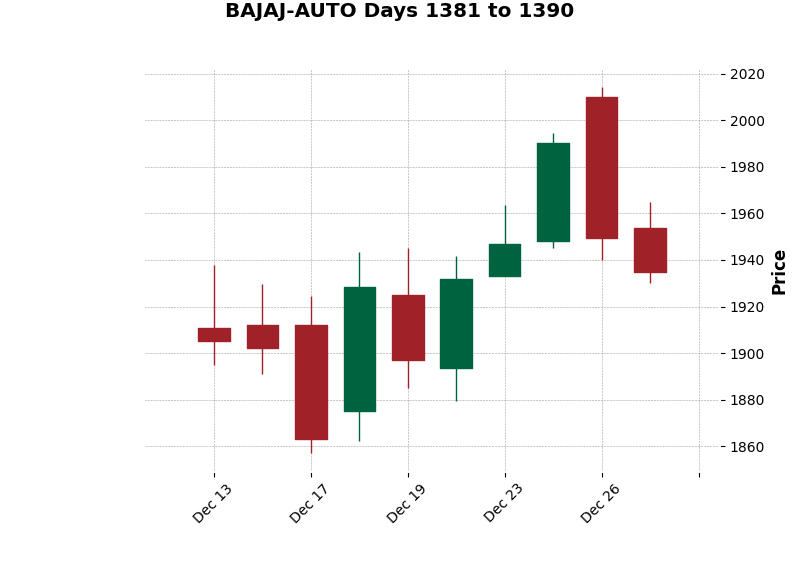 BAJAJ-AUTO Days 1381 to 1390
2020
2000
1980
1960
1940
1920
1900
1880
1860
Price
Dec 13
Dec 17
Dec 19
Dec 23
Dec 26